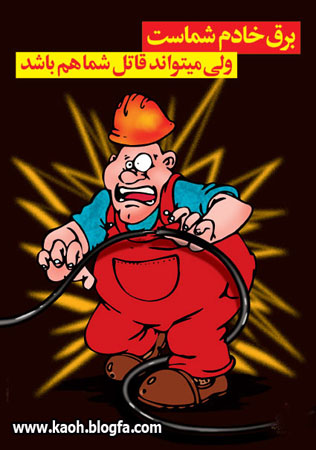 برق خادم شماست
ولی میتواند قاتل شما هم باشد
www.kaoh.blogfa.com